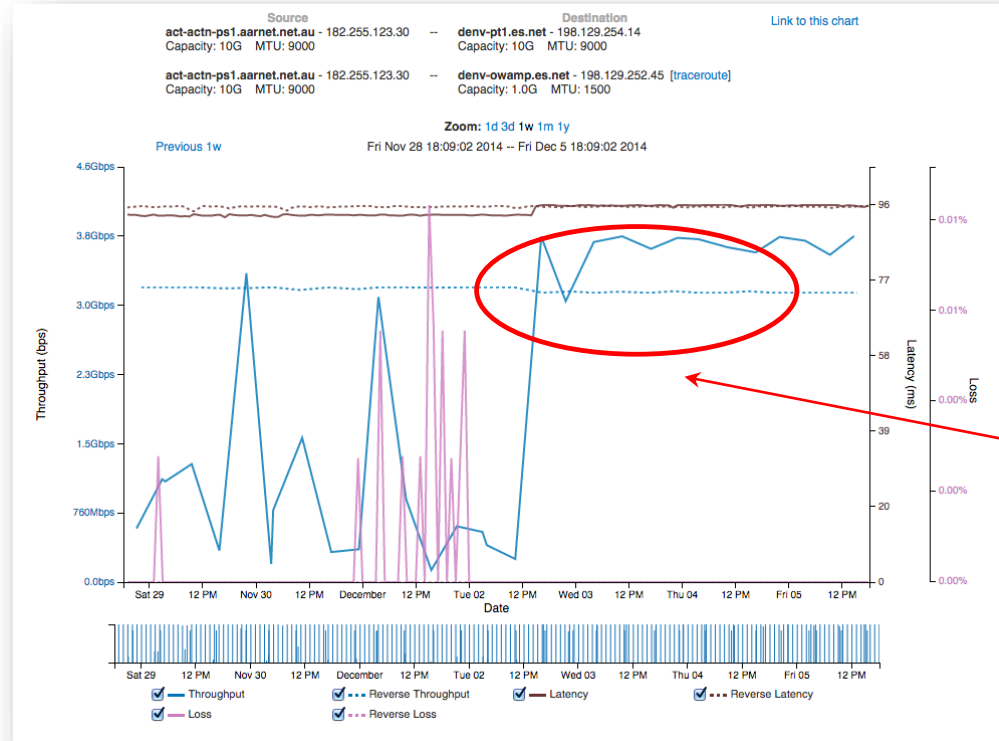 Source Destination Link to this chart
act-actn-ps1.aarnet.net.au - 182.255.123.30 -- denv-pt1.es.net - 198.129.254.14
Capacity: 10G MTU: 9000 Capacity: 10G MTU: 9000
act-actn-ps1.aarnet.net.au - 182.255.123.30 -- denv-owamp.es.net - 198.129.252.45 [traceroute]
Capacity: 10G MTU: 9000 Capacity: 1.0G MTU: 1500
Zoom: 1d 3d 1w 1m 1y
Previous 1w Fri Nov 28 18:09:02 2014 -- Fri Dec 5 18:09:02 2014
4.6Gbps
3.8Gbps
3.0Gbps
2.3Gbps
1.5Gbps
760Mbps
0.0bps
Throughput (bps)
96
77
58
39
20
0
Latency (ms)
0.01%
0.01%
0.00%
0.00%
0.00%
Loss
Sat 29 12 PM Nov 30 12 PM December 12 PM Tue 02 12 PM Wed 03 12 PM Thu 04 12 PM Fri 05 12 PM
Date
Sat 29 12 PM Nov 30 12 PM December 12 PM Tue 02 12 PM Wed 03 12 PM Thu 04 12 PM Fri 05 12 PM
Throughput Reverse Throughput Latency Reverse Latency
Loss Reverse Loss